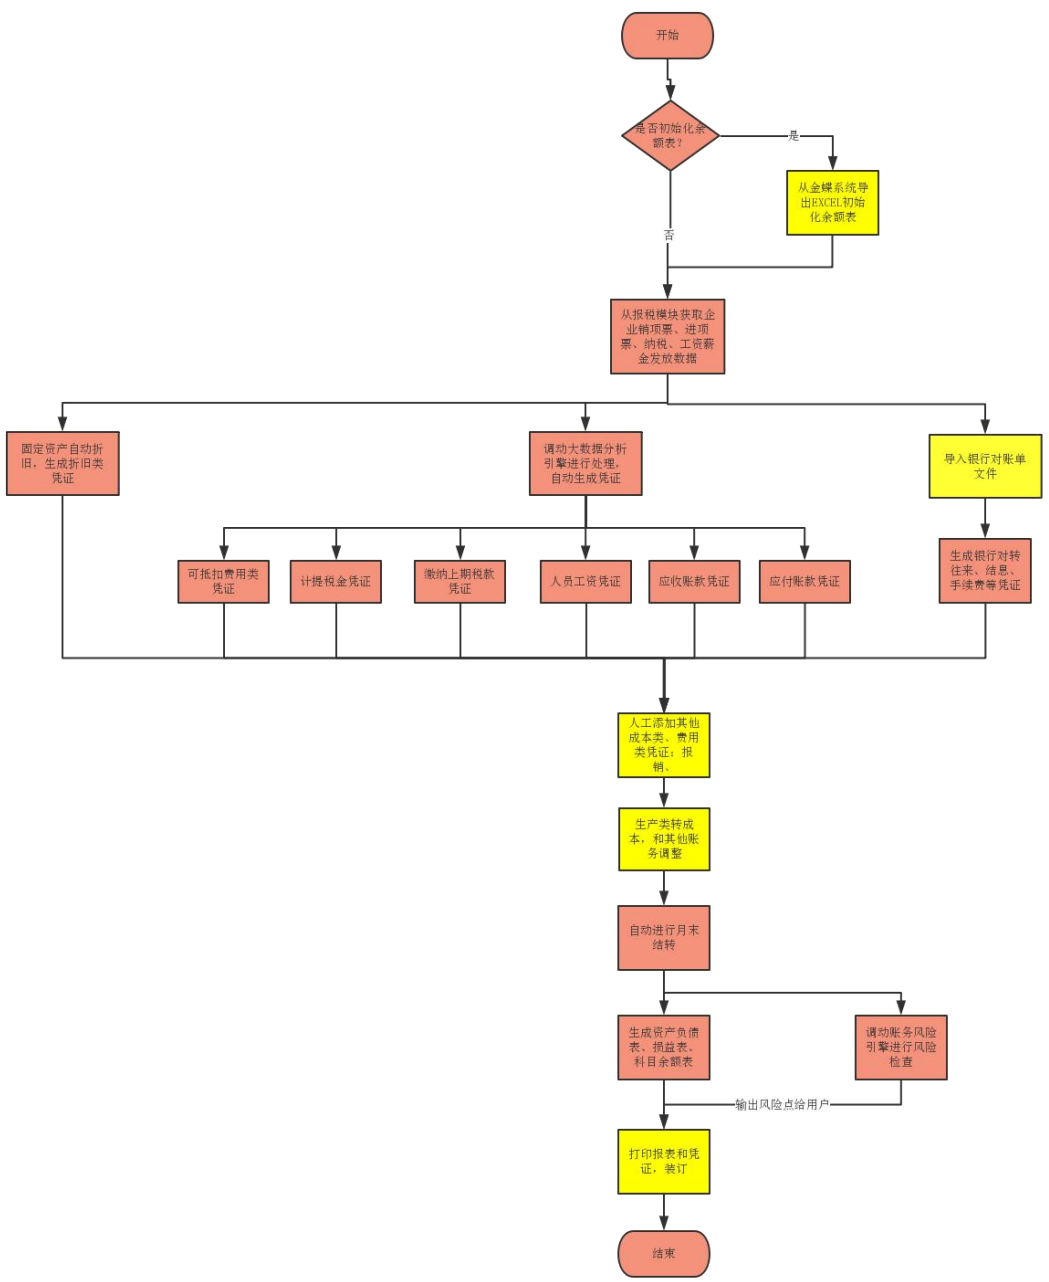 开始
是否初始化余
额表？
是
从金蝶系统导
出EXCEL初始
化余额表
否
从报税模块获取企
业销项票、进项
票、纳税、工资薪
金发放数据
固定资产自动折
旧，生成折旧类
凭证
调动大数据分析
引擎进行处理，
自动生成凭证
导入银行对账单
文件
可抵扣费用类
凭证
计提税金凭证
缴纳上期税款
凭证
人员工资凭证
应收账款凭证
应付账款凭证
生成银行对转
往来、结息、
手续费等凭证
人工添加其他
成本类、费用
类凭证：报
销、
生产类转成
本，和其他账
务调整
自动进行月末
结转
生成资产负债
表、损益表、
科目余额表
调动账务风险
引擎进行风险
检查
输出风险点给用户
打印报表和凭
证，装订
结束